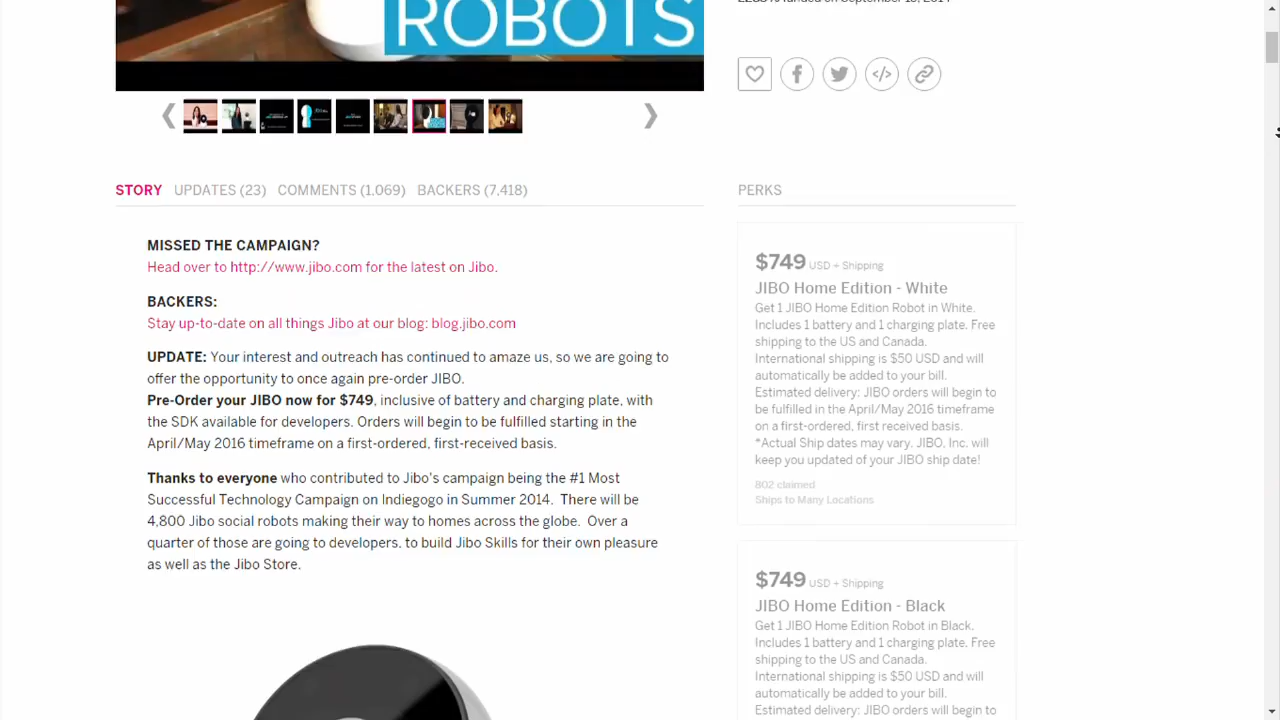 ROBOTS
STORY UPDATES (23) COMMENTS (1,069) BACKERS (7,418)
MISSED THE CAMPAIGN?
Head over to http://www.jibo.com for the latest on Jibo.
BACKERS:
Stay up-to-date on all things Jibo at our blog: blog.jibo.com
UPDATE: Your interest and outreach has continued to amaze us, so we are going to
offer the opportunity to once again pre-order JIBO.
Pre-Order your JIBO now for $749, inclusive of battery and charging plate, with
the SDK available for developers. Orders will begin to be fulfilled starting in the
April/May 2016 timeframe on a first-ordered, first-received basis.
Thanks to everyone who contributed to Jibo's campaign being the #1 Most
Successful Technology Campaign on Indiegogo in Summer 2014. There will be
4,800 Jibo social robots making their way to homes across the globe. Over a
quarter of those are going to developers, to build Jibo Skills for their own pleasure
as well as the Jibo Store.
PERKS
$749 USD + Shipping
JIBO Home Edition - White
Get 1 JIBO Home Edition Robot in White.
Includes 1 battery and 1 charging plate. Free
shipping to the US and Canada.
International shipping is $50 USD and will
automatically be added to your bill.
Estimated delivery: JIBO orders will begin to
be fulfilled in the April/May 2016 timeframe
on a first-ordered, first received basis.
*Actual Ship dates may vary. JIBO, Inc. will
keep you updated of your JIBO ship date!
802 claimed
Ships to Many Locations
$749 USD + Shipping
JIBO Home Edition - Black
Get 1 JIBO Home Edition Robot in Black.
Includes 1 battery and 1 charging plate. Free
shipping to the US and Canada.
International shipping is $50 USD and will
automatically be added to your bill.
Estimated delivery: JIBO orders will begin to